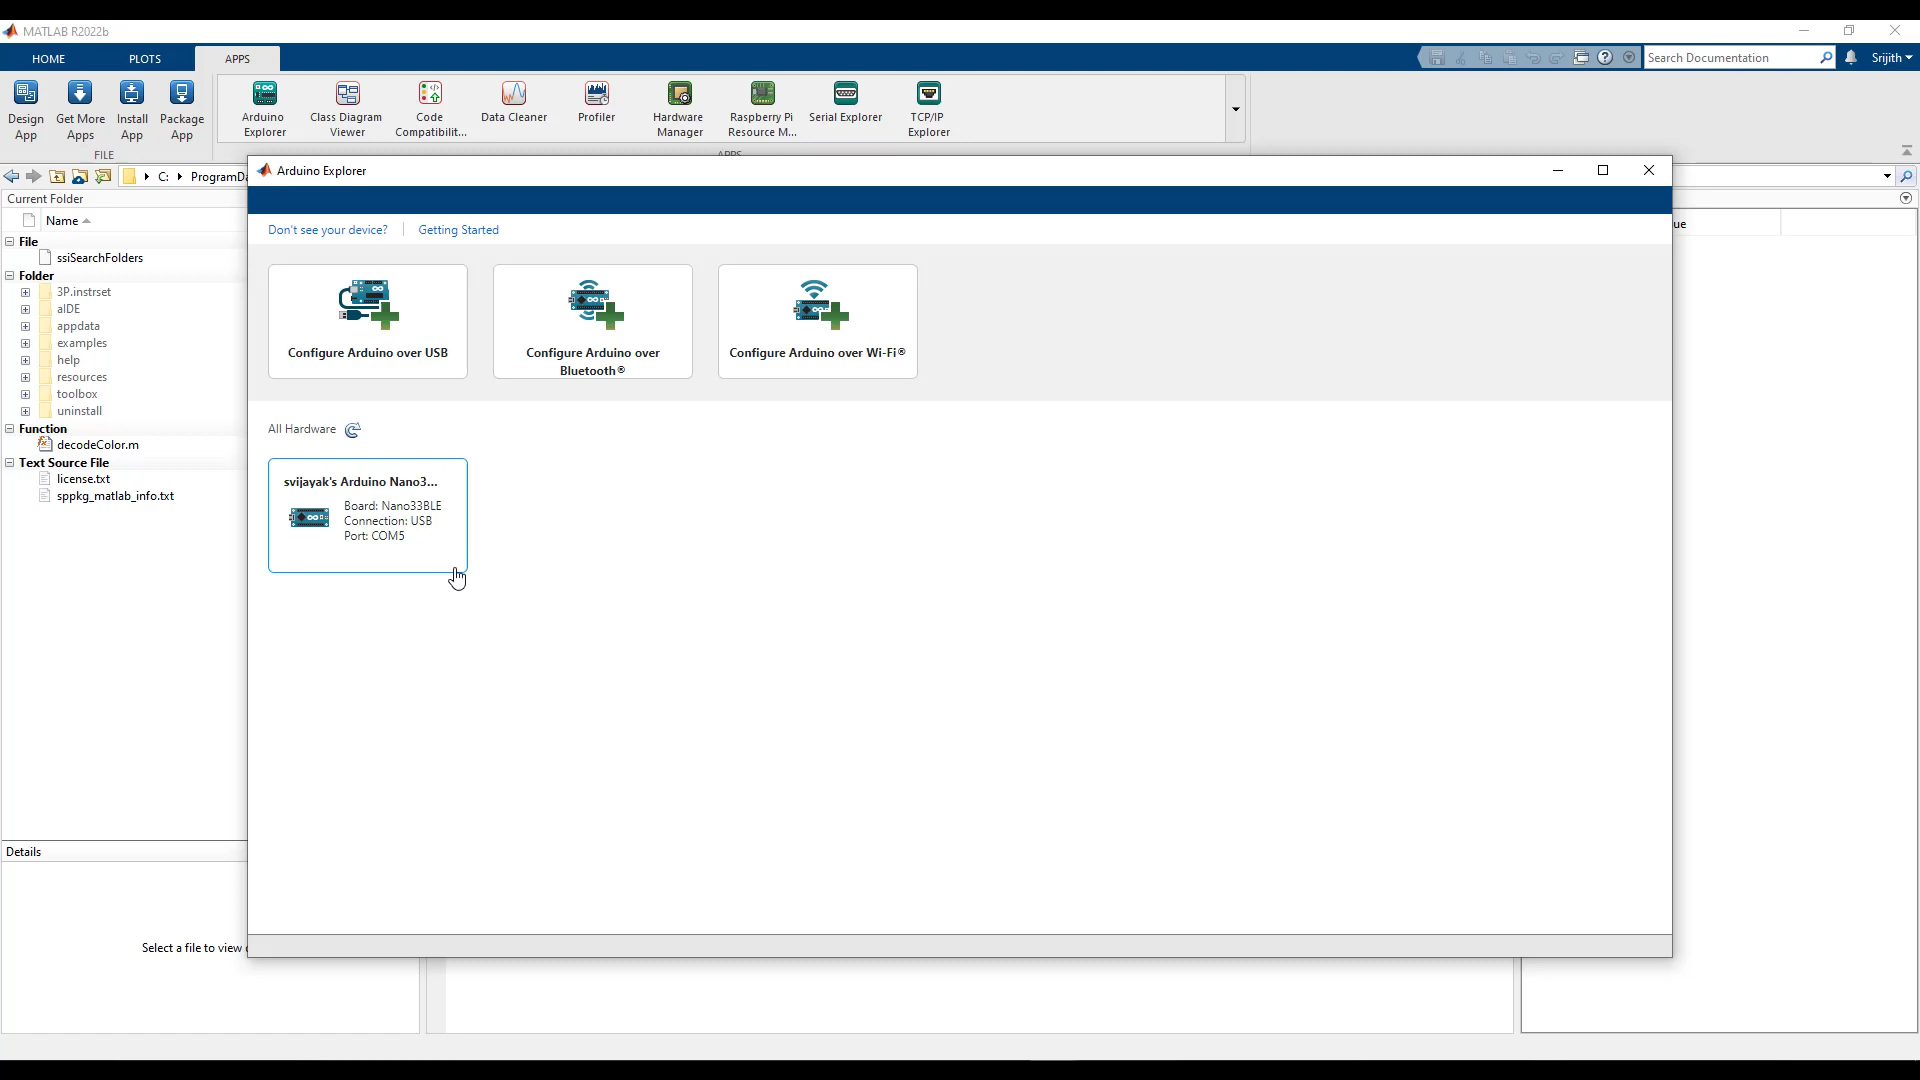 MATLAB R2022b
HOME
PLOTS
APPS
Search Documentation
Srijith
Design App
Get More Apps
Install App
Package App
Arduino Explorer
Class Diagram Viewer
Code Compatibilit...
Data Cleaner
Profiler
Hardware Manager
Raspberry Pi Resource M...
Serial Explorer
TCP/IP Explorer
FILE
APPS
C:
Current Folder
Name
File
ssiSearchFolders
Folder
3P.instrset
aIDE
appdata
examples
help
resources
toolbox
uninstall
Function
decodeColor.m
Text Source File
license.txt
sppkg_matlab_info.txt
Details
Select a file to view
Arduino Explorer
Don't see your device?
Getting Started
Configure Arduino over USB
Configure Arduino over
Bluetooth®
Configure Arduino over Wi-Fi®
All Hardware
svijayak's Arduino Nano3...
Board: Nano33BLE
Connection: USB
Port: COM5